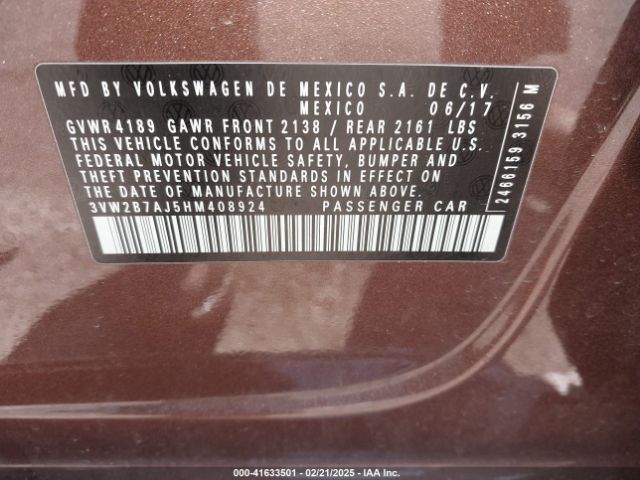 MFD BY VOLKSWAGEN DE MEXICO S.A. DE C.V.
MEXICO 06/17
GVWR 4189 GAWR FRONT 2138 / REAR 2161 LBS
THIS VEHICLE CONFORMS TO ALL APPLICABLE U.S.
FEDERAL MOTOR VEHICLE SAFETY, BUMPER AND
THEFT PREVENTION STANDARDS IN EFFECT ON THE
DATE OF MANUFACTURE SHOWN ABOVE.
3VW2B7AJ5HM408924 PASSENGER CAR
2466159 3156 M
000-41633501 - 02/21/2025 - IAA Inc.